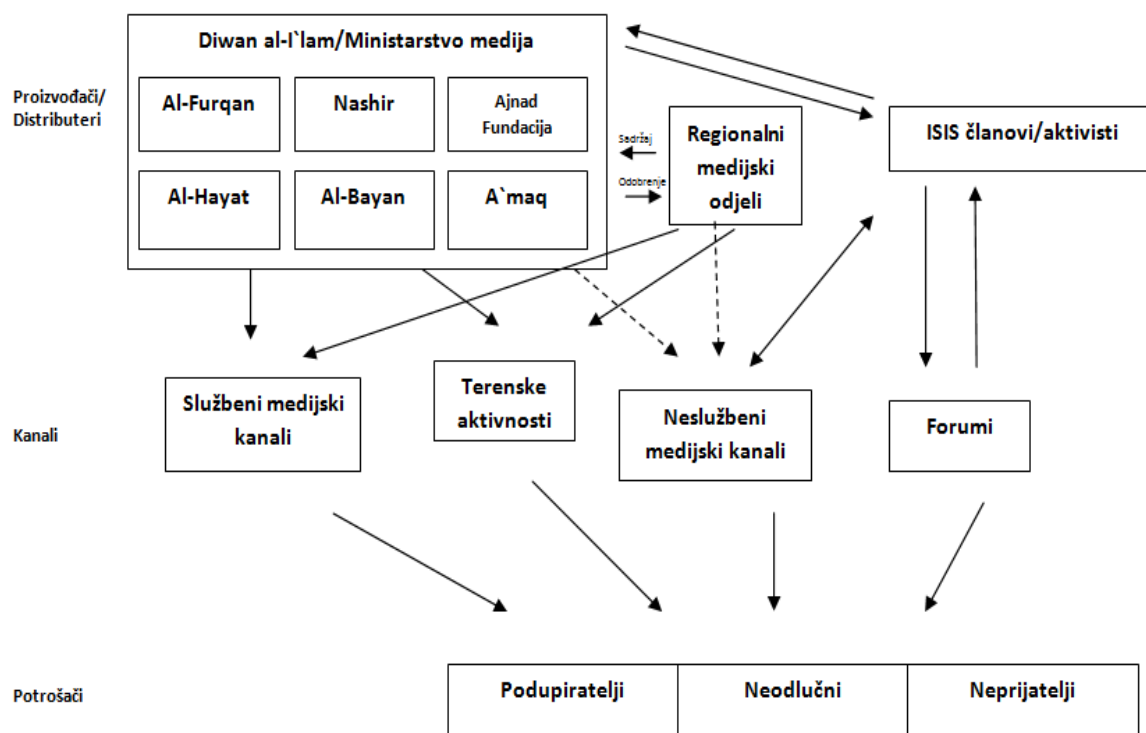 Diwan al-I`lam/Ministarstvo medija
Proizvođači/
Distributeri
Al-Furqan
Nashir
Ajnad
Fundacija
Al-Hayat
Al-Bayan
A`maq
Sadržaj
Odobrenje
Regionalni
medijski
odjeli
ISIS članovi/aktivisti
Kanali
Službeni medijski
kanali
Terenske
aktivnosti
Neslužbeni
medijski kanali
Forumi
Potrošači
Podupiratelji
Neodlučni
Neprijatelji